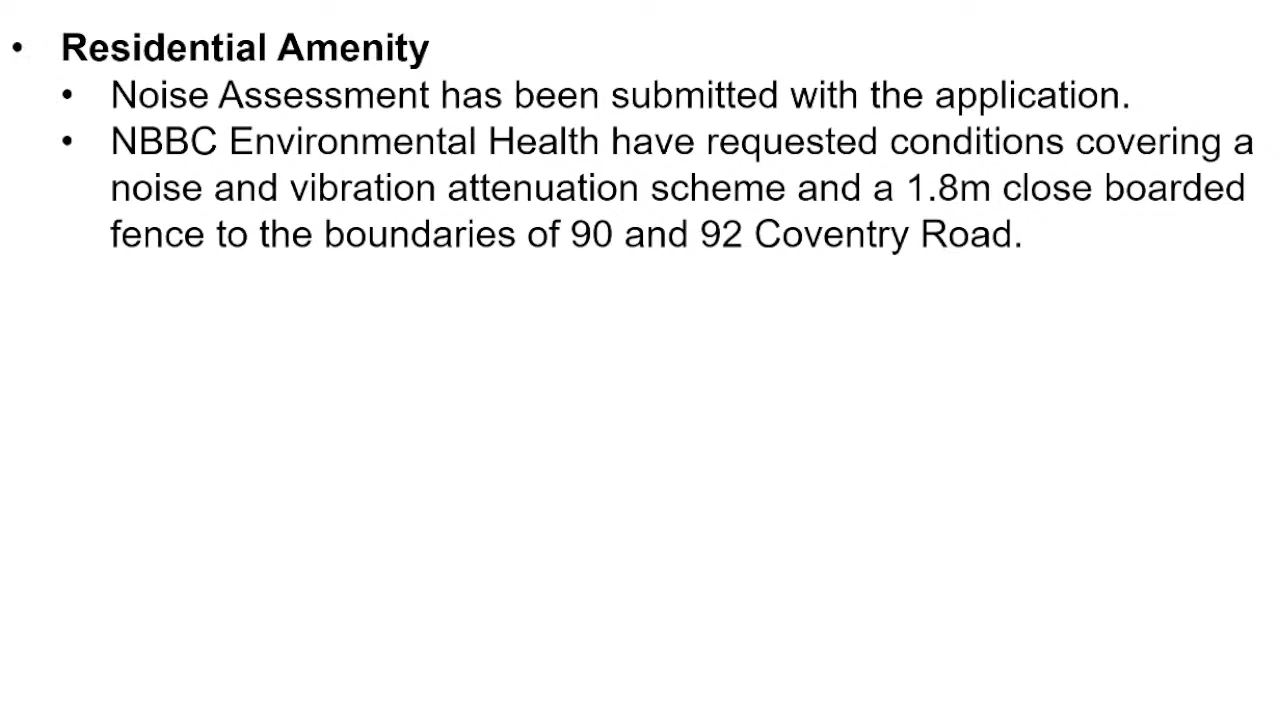 • Residential Amenity
• Noise Assessment has been submitted with the application.
• NBBC Environmental Health have requested conditions covering a
noise and vibration attenuation scheme and a 1.8m close boarded
fence to the boundaries of 90 and 92 Coventry Road.